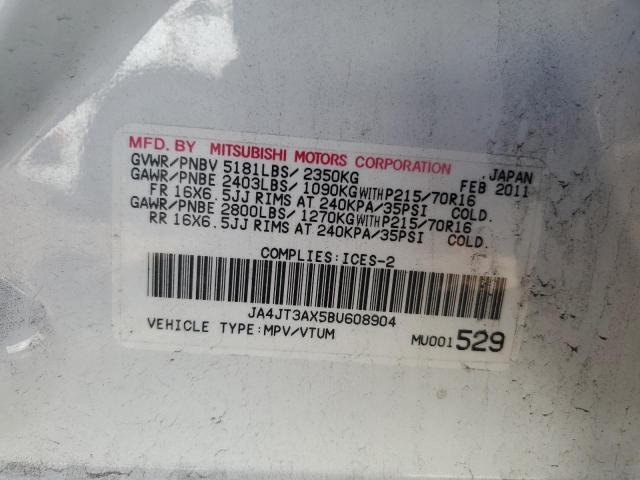 MFD. BY MITSUBISHI MOTORS CORPORATION JAPAN
GVWR/PNBV 5181LBS/ 2350KG FEB 2011
GAWR/PNBE 2403LBS/ 1090KG WITH P215/70R16
FR 16X6.5JJ RIMS AT 240KPA/35PSI COLD.
GAWR/PNBE 2800LBS/ 1270KG WITH P215/70R16
RR 16X6.5JJ RIMS AT 240KPA/35PSI COLD.
COMPLIES:ICES-2
JA4JT3AX5BU608904
VEHICLE TYPE:MPV/VTUM MU001529